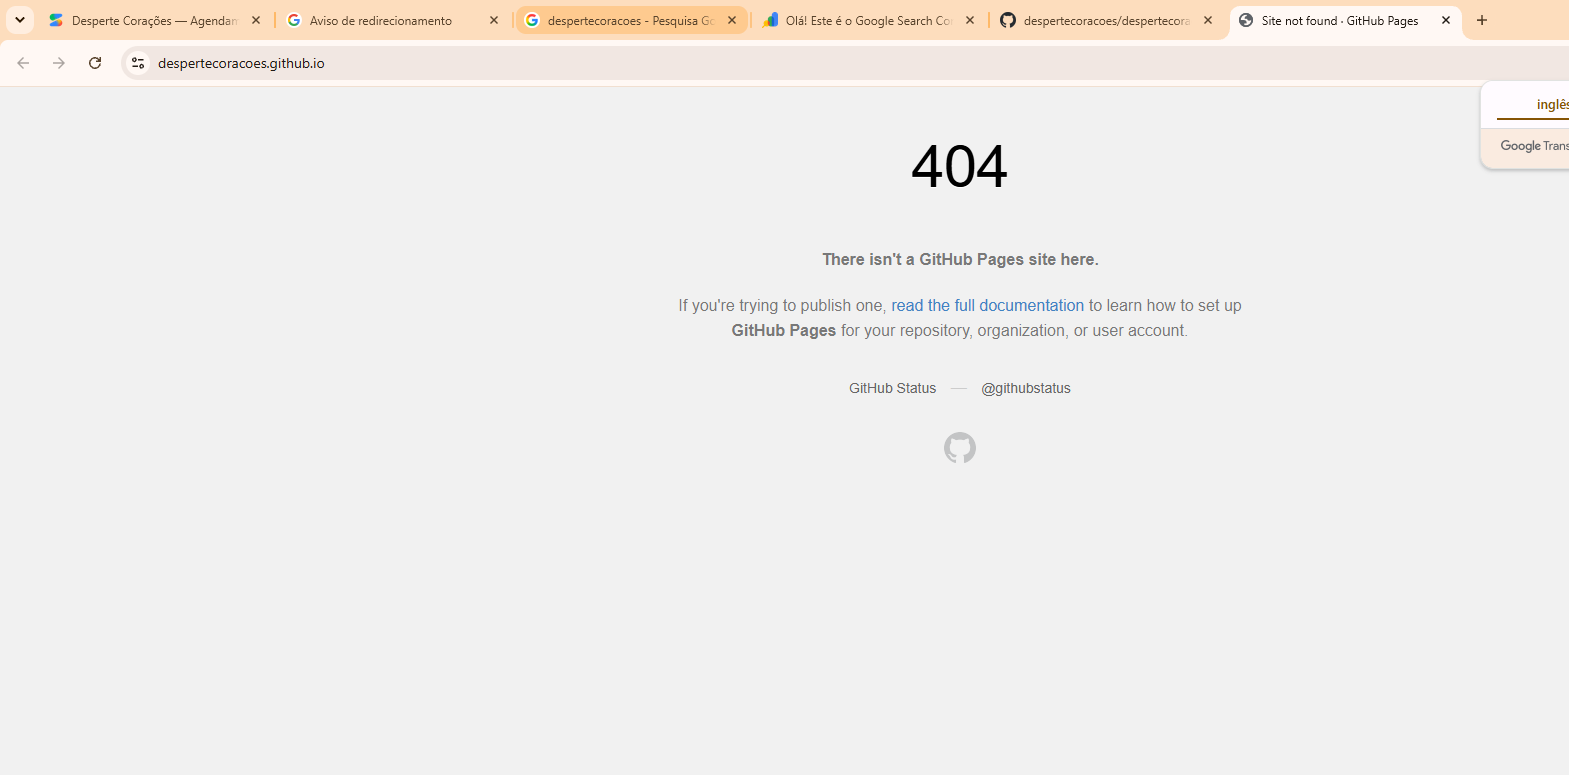 Desperte Corações — Agendam
Aviso de redirecionamento
despertecoracoes - Pesquisa Go
Olá! Este é o Google Search Co
despertecoracoes/despertecora
Site not found · GitHub Pages
despertecoracoes.github.io
inglês
Google Trans
404
There isn't a GitHub Pages site here.
If you're trying to publish one, read the full documentation to learn how to set up
GitHub Pages for your repository, organization, or user account.
GitHub Status — @githubstatus